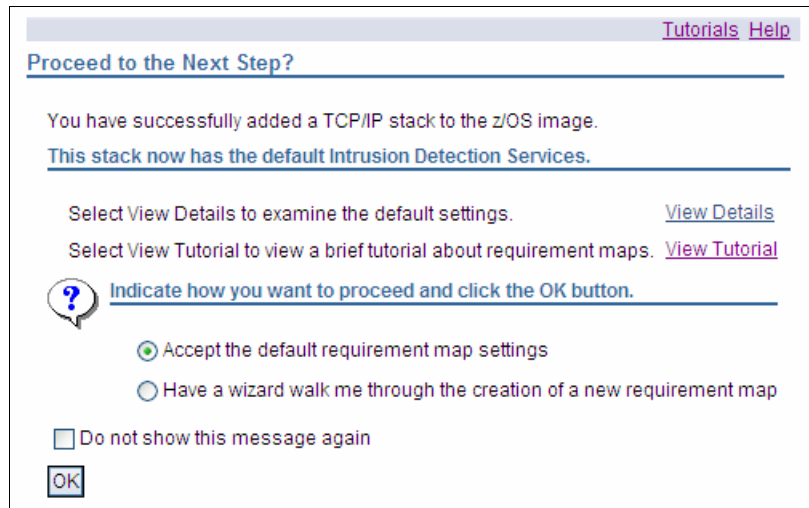 Tutorials Help
Proceed to the Next Step?
You have successfully added a TCP/IP stack to the z/OS image.
This stack now has the default Intrusion Detection Services.
Select View Details to examine the default settings. View Details
Select View Tutorial to view a brief tutorial about requirement maps. View Tutorial
?
Indicate how you want to proceed and click the OK button.
Accept the default requirement map settings
Have a wizard walk me through the creation of a new requirement map
Do not show this message again
OK